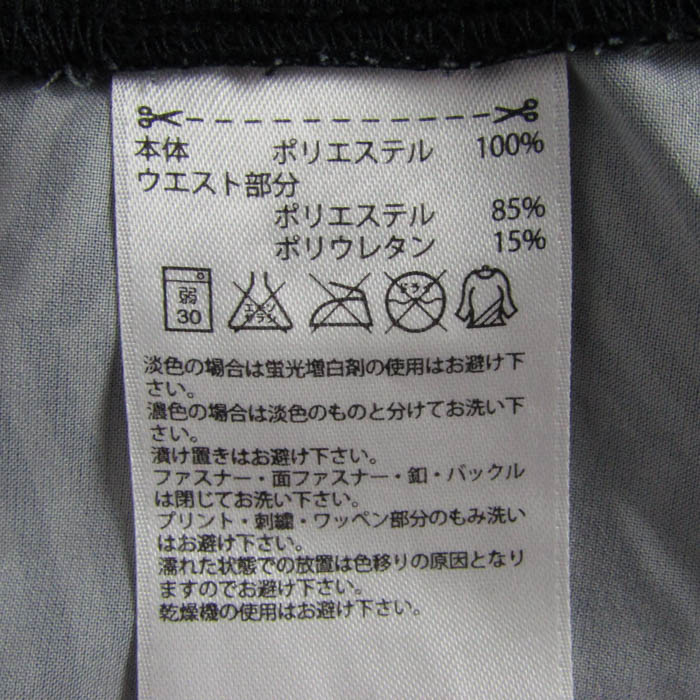 本体 ポリエステル 100%
ウエスト部分
ポリエステル 85%
ポリウレタン 15%
弱
30
エンソ
サラシ
ドライ
淡色の場合は蛍光増白剤の使用はお避け下
さい。
濃色の場合は淡色のものと分けてお洗い下
さい。
漬け置きはお避け下さい。
ファスナー・面ファスナー・釦・バックル
は閉じてお洗い下さい。
プリント・刺繍・ワッペン部分のもみ洗い
はお避け下さい。
濡れた状態での放置は色移りの原因となり
ますのでお避け下さい。
乾燥機の使用はお避け下さい。